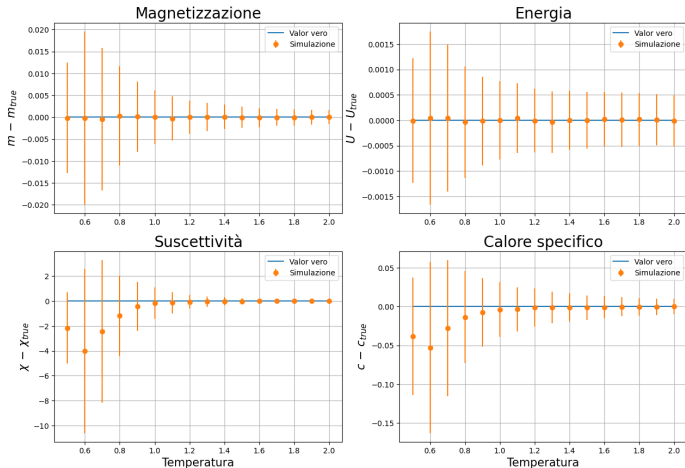 Magnetizzazione
m − m_true
0.020
0.015
0.010
0.005
0.000
−0.005
−0.010
−0.015
−0.020
0.6 0.8 1.0 1.2 1.4 1.6 1.8 2.0
Valor vero
Simulazione
Energia
U − U_true
0.0015
0.0010
0.0005
0.0000
−0.0005
−0.0010
−0.0015
0.6 0.8 1.0 1.2 1.4 1.6 1.8 2.0
Valor vero
Simulazione
Suscettività
χ − χ_true
2
0
−2
−4
−6
−8
−10
0.6 0.8 1.0 1.2 1.4 1.6 1.8 2.0
Temperatura
Valor vero
Simulazione
Calore specifico
c − c_true
0.05
0.00
−0.05
−0.10
−0.15
0.6 0.8 1.0 1.2 1.4 1.6 1.8 2.0
Temperatura
Valor vero
Simulazione